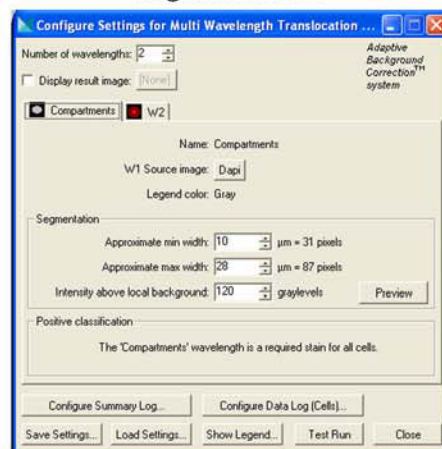 Configure Settings for Multi Wavelength Translocation ...
Number of wavelengths: 2
Adaptive
Background
Correction™
system
Display result image: [None]
Compartments W2
Name: Compartments
W1 Source image: Dapi
Legend color: Gray
Segmentation
Approximate min width: 10 µm = 31 pixels
Approximate max width: 28 µm = 87 pixels
Intensity above local background: 120 graylevels Preview
Positive classification
The 'Compartments' wavelength is a required stain for all cells.
Configure Summary Log... Configure Data Log (Cells)...
Save Settings... Load Settings... Show Legend... Test Run Close